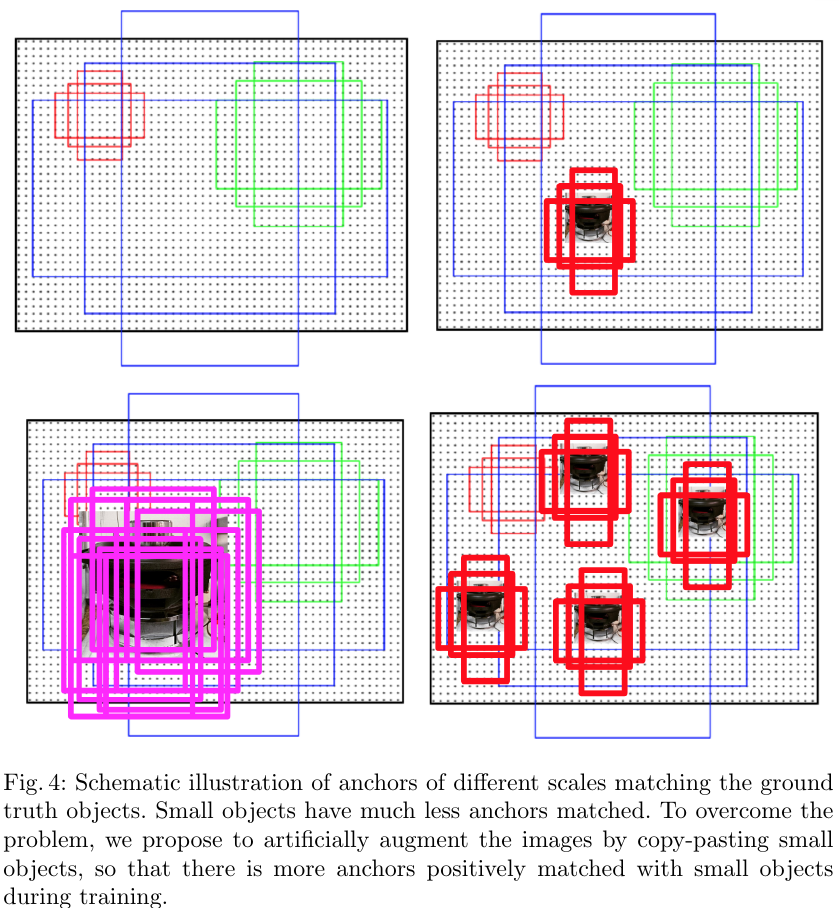 Fig. 4: Schematic illustration of anchors of different scales matching the ground
truth objects. Small objects have much less anchors matched. To overcome the
problem, we propose to artificially augment the images by copy-pasting small
objects, so that there is more anchors positively matched with small objects
during training.